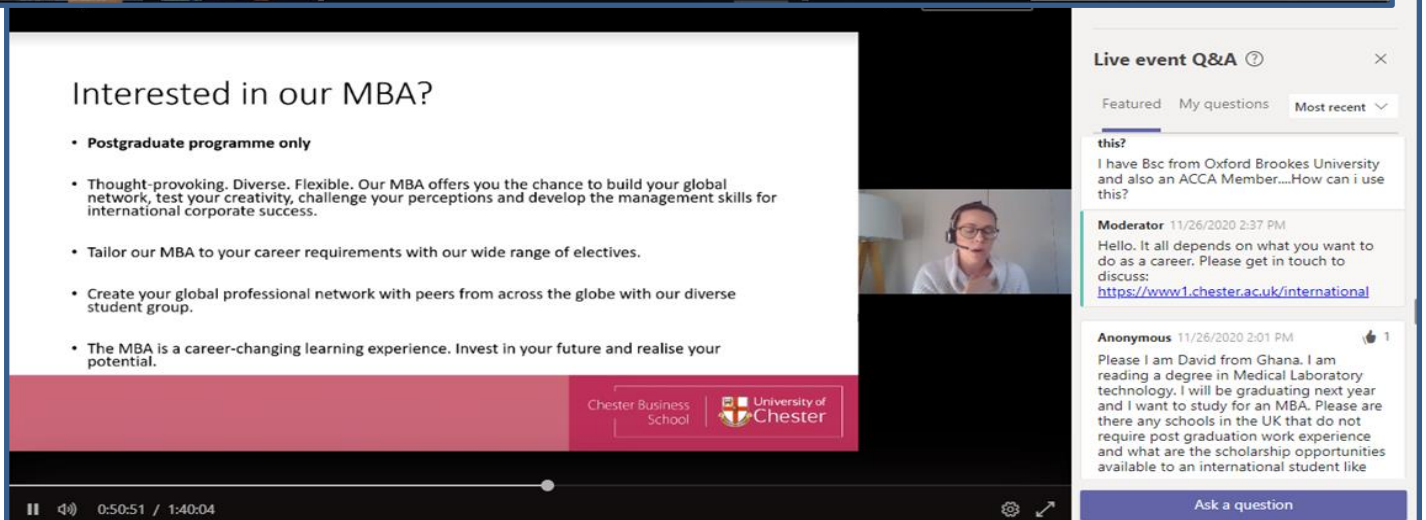 Interested in our MBA?
• Postgraduate programme only
• Thought-provoking. Diverse. Flexible. Our MBA offers you the chance to build your global
network, test your creativity, challenge your perceptions and develop the management skills for
international corporate success.
• Tailor our MBA to your career requirements with our wide range of electives.
• Create your global professional network with peers from across the globe with our diverse
student group.
• The MBA is a career-changing learning experience. Invest in your future and realise your
potential.
Chester Business
School
University of
Chester
0:50:51 / 1:40:04
Live event Q&A
Featured My questions Most recent
this?
I have Bsc from Oxford Brookes University
and also an ACCA Member....How can i use
this?
Moderator 11/26/2020 2:37 PM
Hello. It all depends on what you want to
do as a career. Please get in touch to
discuss:
https://www1.chester.ac.uk/international
Anonymous 11/26/2020 2:01 PM 1
Please I am David from Ghana. I am
reading a degree in Medical Laboratory
technology. I will be graduating next year
and I want to study for an MBA. Please are
there any schools in the UK that do not
require post graduation work experience
and what are the scholarship opportunities
available to an international student like
Ask a question